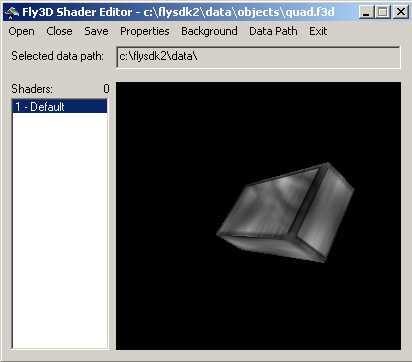 Fly3D Shader Editor - c:\flysdk2\data\objects\quad.f3d
Open Close Save Properties Background Data Path Exit
Selected data path: c:\flysdk2\data\
Shaders: 0
1 - Default